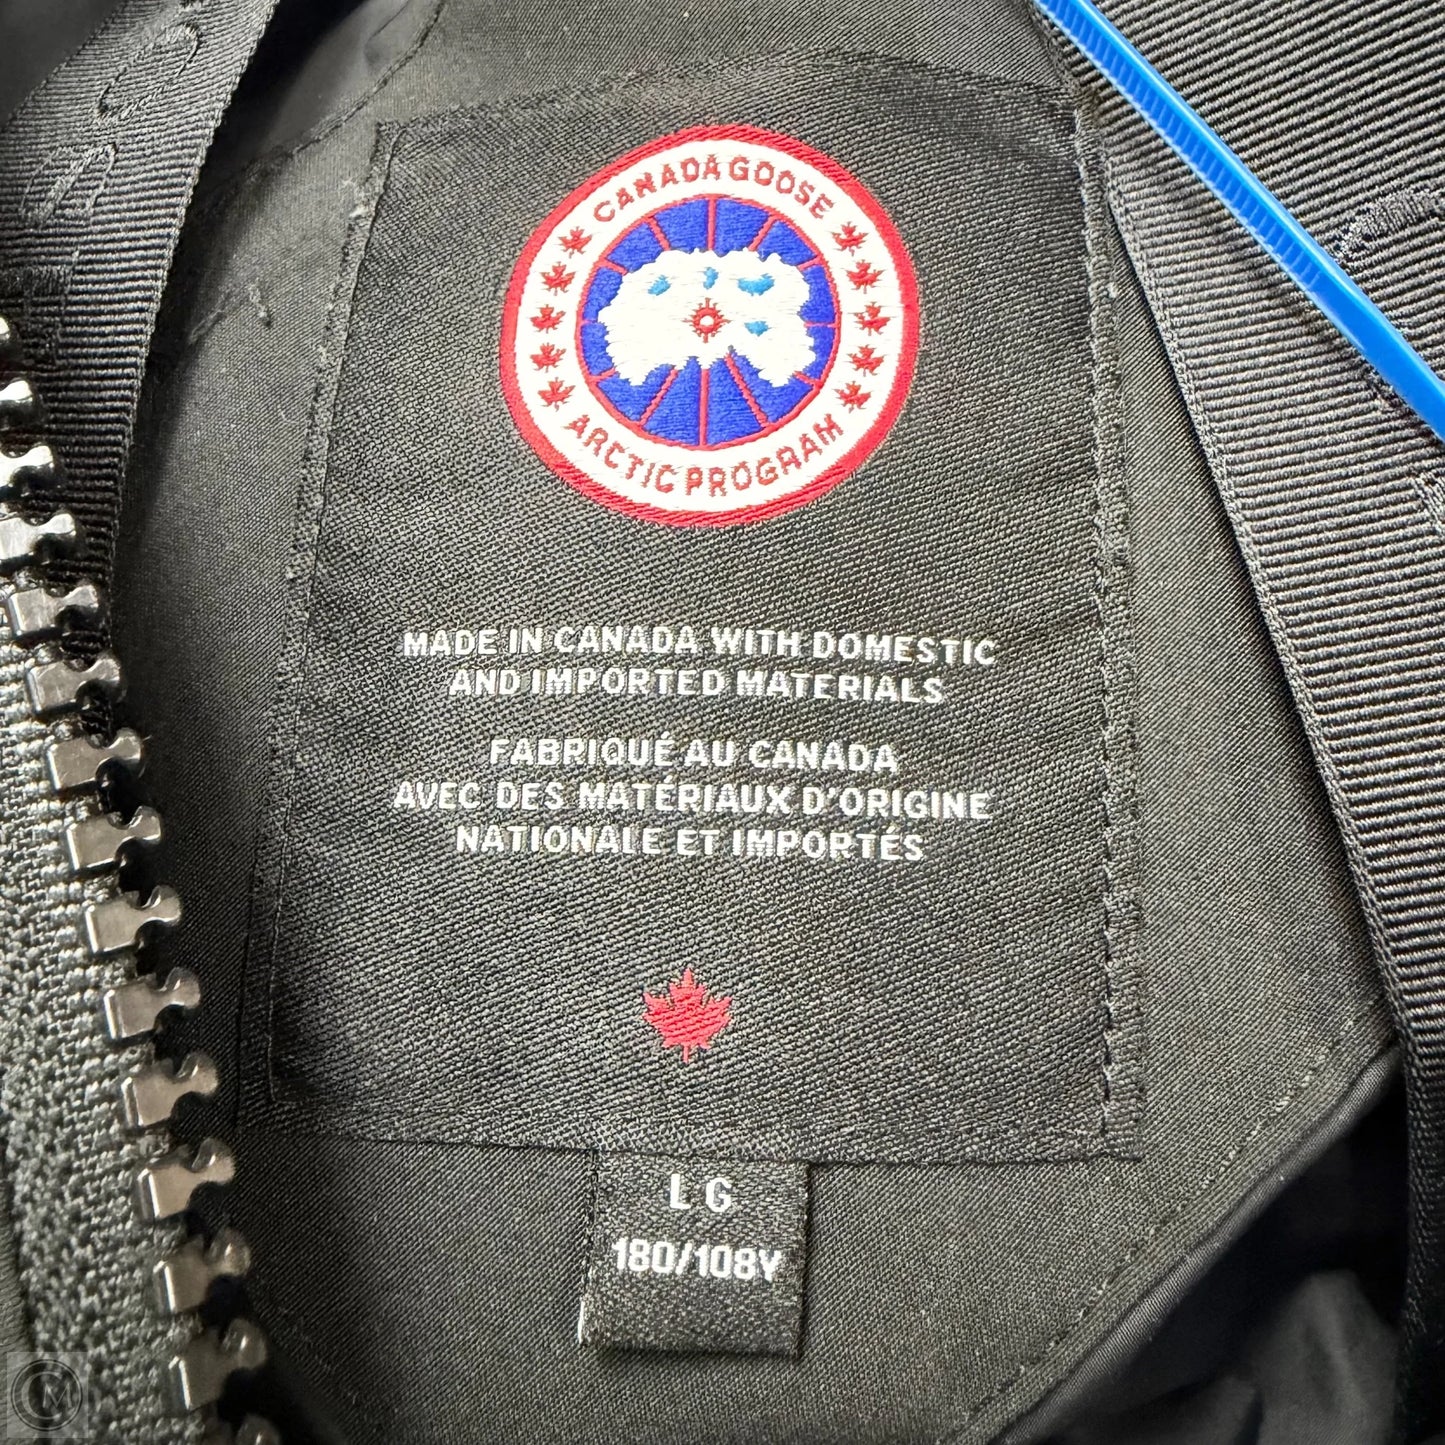 CANADA GOOSE
ARCTIC PROGRAM
MADE IN CANADA WITH DOMESTIC
AND IMPORTED MATERIALS
FABRIQUÉ AU CANADA
AVEC DES MATÉRIAUX D'ORIGINE
NATIONALE ET IMPORTÉS
LG
180/108Y